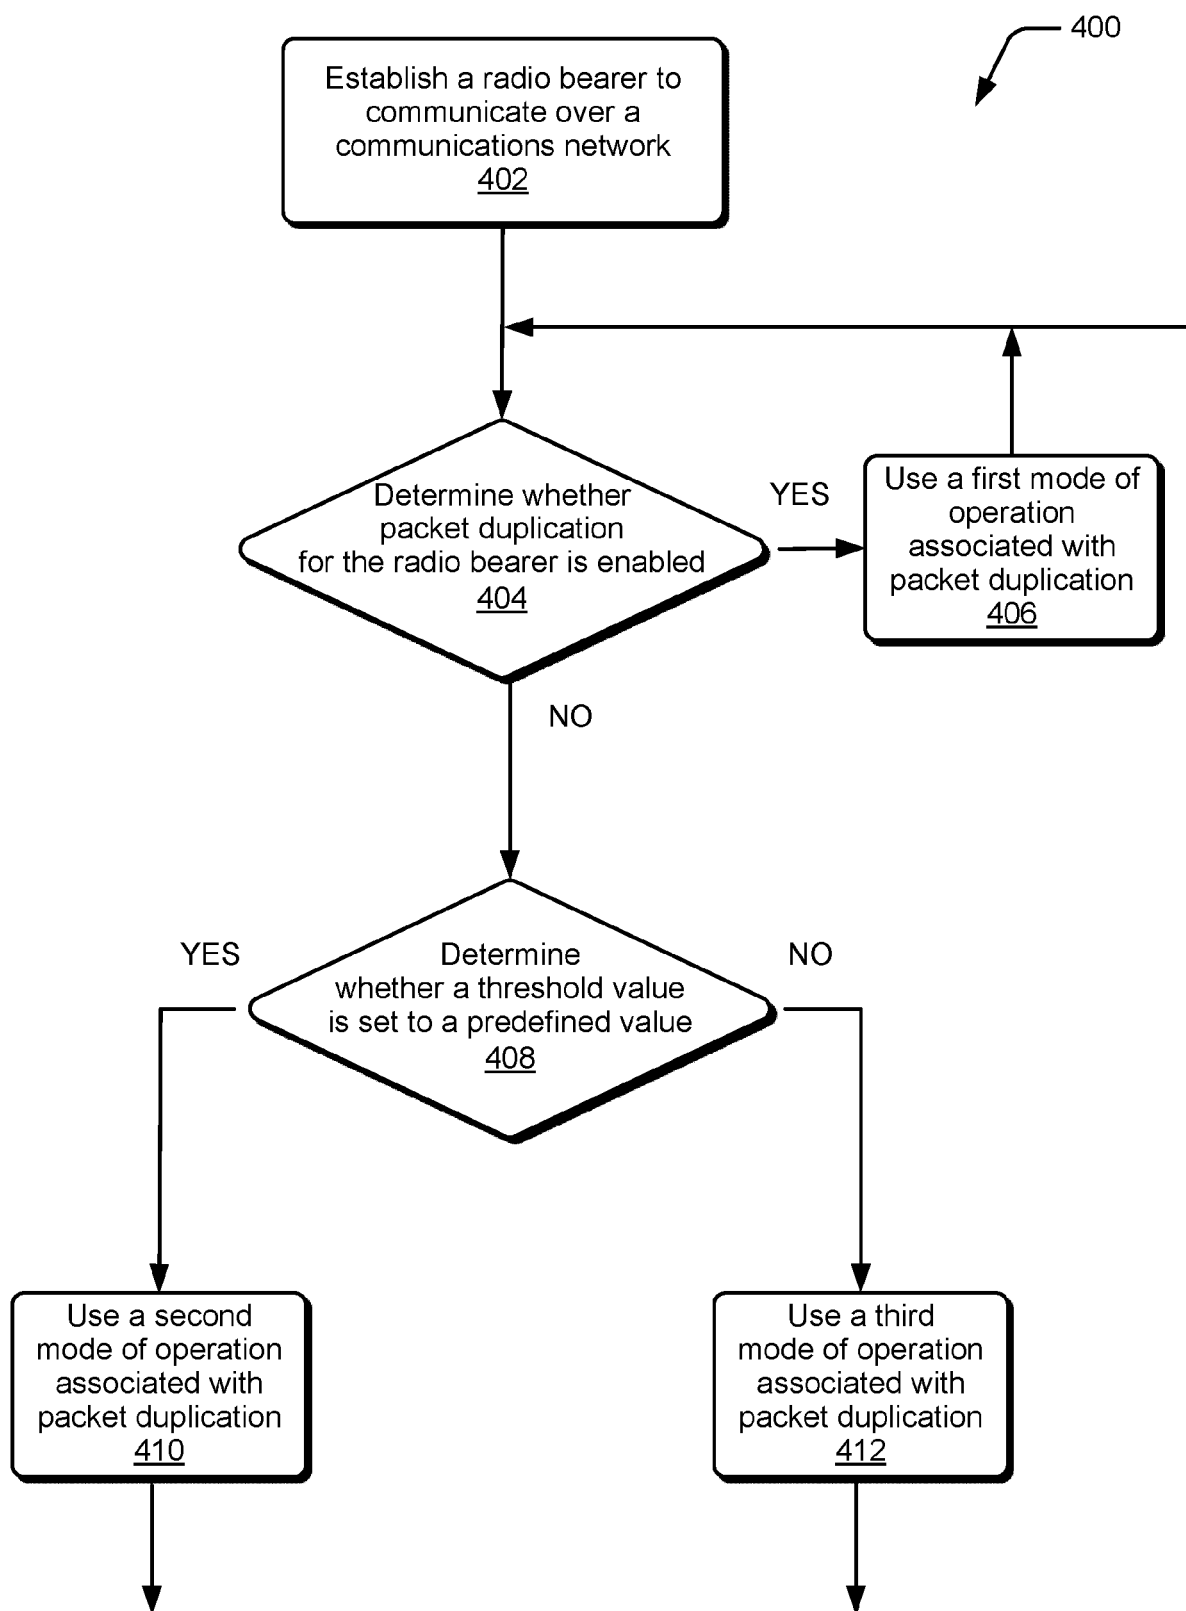 400
Establish a radio bearer to
communicate over a
communications network
402
Determine whether
packet duplication
for the radio bearer is enabled
404
YES
Use a first mode of
operation
associated with
packet duplication
406
NO
YES
Determine
whether a threshold value
is set to a predefined value
408
NO
Use a second
mode of operation
associated with
packet duplication
410
Use a third
mode of operation
associated with
packet duplication
412